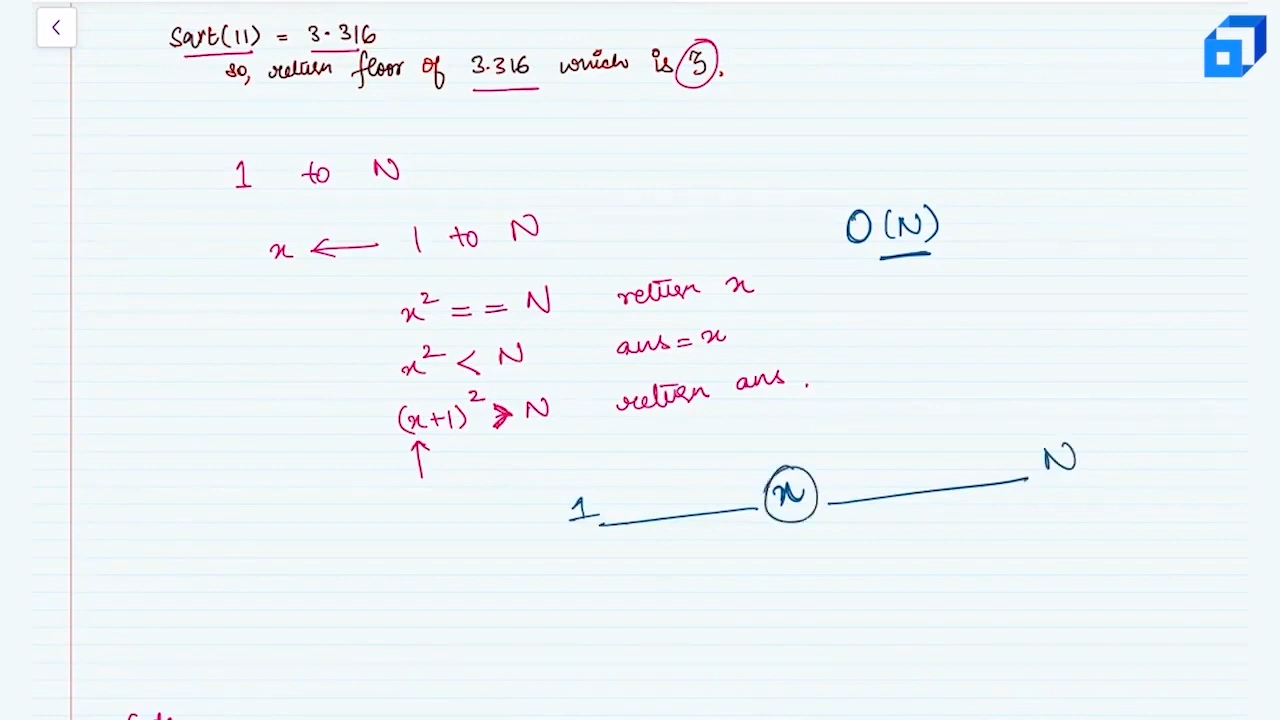 Sqrt(11) = 3.316
so, return floor of 3.316 which is 3.
1 to N
x ← 1 to N
O(N)
x² == N return x
x² < N ans = x
(x+1)² > N return ans.
↑
1 x N